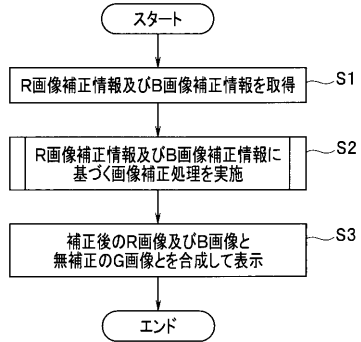 スタート
R画像補正情報及びB画像補正情報を取得
S1
R画像補正情報及びB画像補正情報に
基づく画像補正処理を実施
S2
補正後のR画像及びB画像と
無補正のG画像とを合成して表示
S3
エンド